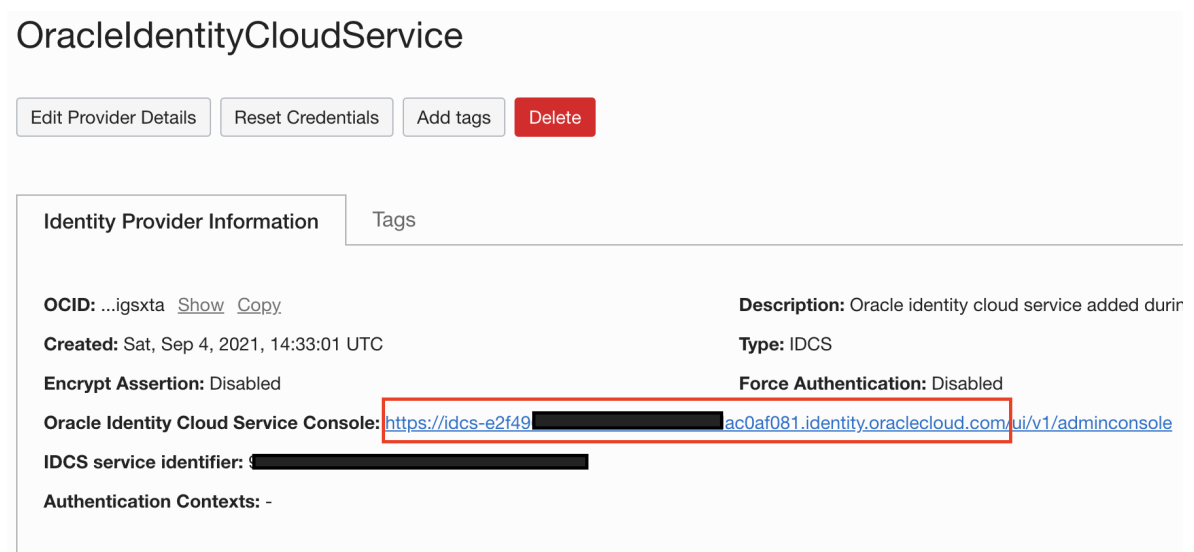 OracleIdentityCloudService
Edit Provider Details Reset Credentials Add tags Delete
Identity Provider Information Tags
OCID: ...igsxta Show Copy
Description: Oracle identity cloud service added durin
Created: Sat, Sep 4, 2021, 14:33:01 UTC
Type: IDCS
Encrypt Assertion: Disabled
Force Authentication: Disabled
Oracle Identity Cloud Service Console: https://idcs-e2f49 ac0af081.identity.oraclecloud.com/ui/v1/adminconsole
IDCS service identifier:
Authentication Contexts: -